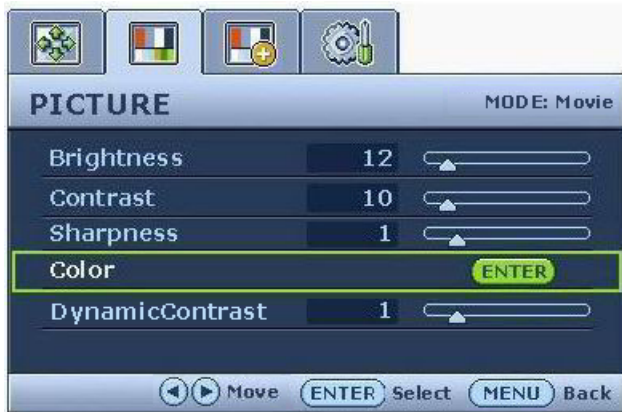 PICTURE MODE: Movie
Brightness 12
Contrast 10
Sharpness 1
Color ENTER
DynamicContrast 1
Move ENTER Select MENU Back